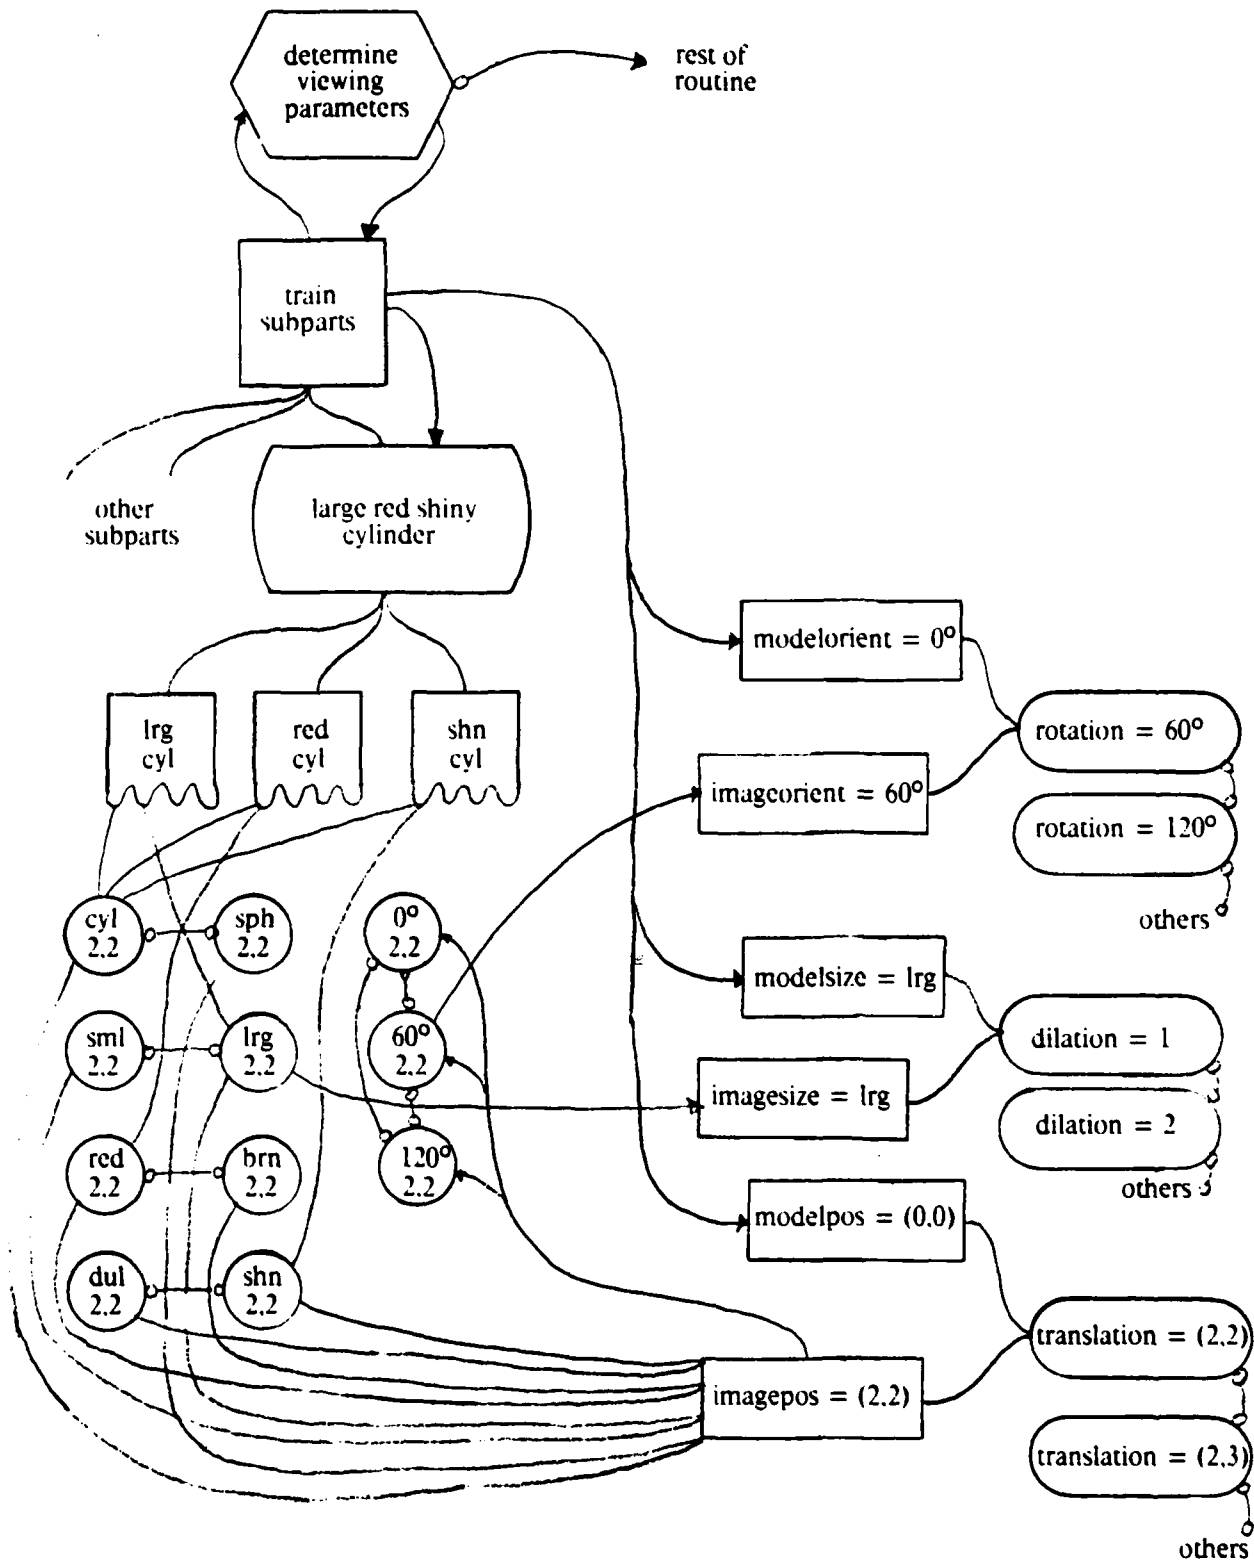 determine
viewing
parameters
rest of
routine
train
subparts
other
subparts
large red shiny
cylinder
modelorient = 0°
lrg
cyl
red
cyl
shn
cyl
rotation = 60°
imageorient = 60°
rotation = 120°
others
cyl
2,2
sph
2,2
0°
2,2
modelsize = lrg
sml
2,2
lrg
2,2
60°
2,2
dilation = 1
imagesize = lrg
dilation = 2
red
2,2
brn
2,2
120°
2,2
others
modelpos = (0,0)
dul
2,2
shn
2,2
translation = (2,2)
imagepos = (2,2)
translation = (2,3)
others